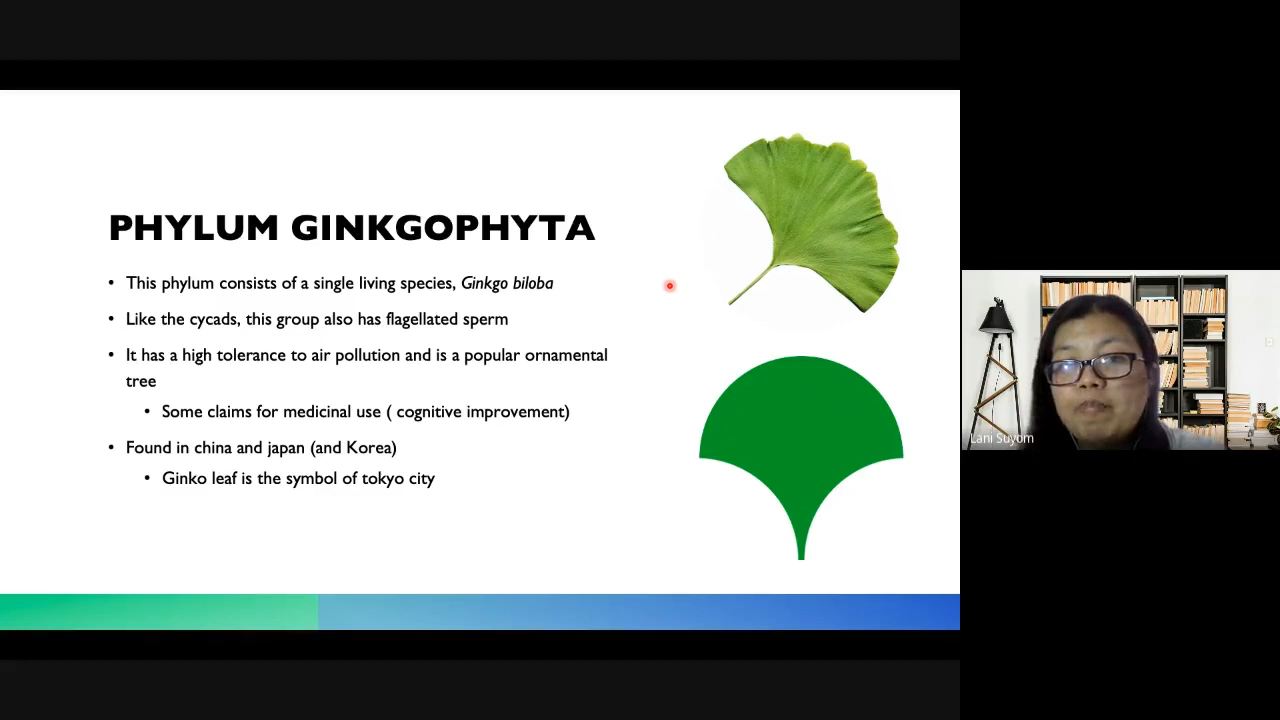 PHYLUM GINKGOPHYTA
• This phylum consists of a single living species, Ginkgo biloba
• Like the cycads, this group also has flagellated sperm
• It has a high tolerance to air pollution and is a popular ornamental
tree
• Some claims for medicinal use ( cognitive improvement)
• Found in china and japan (and Korea)
• Ginko leaf is the symbol of tokyo city
Lani Suyom